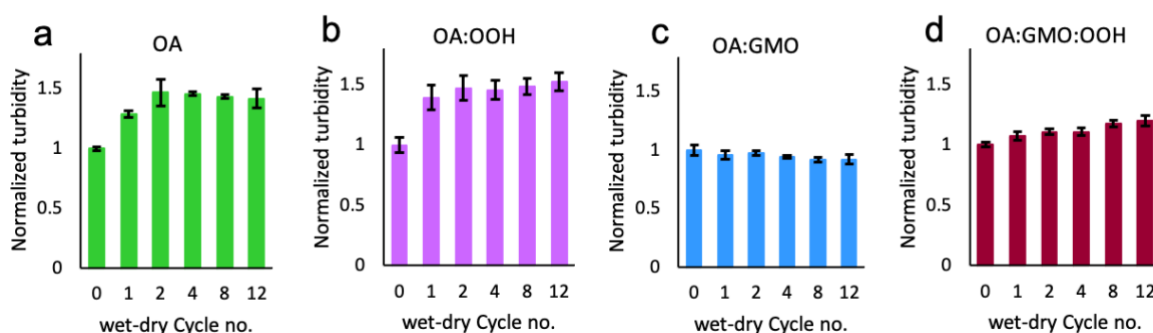 a
OA
Normalized turbidity
1.5
1
0.5
0
0 1 2 4 8 12
wet-dry Cycle no.
b
OA:OOH
Normalized turbidity
1.5
1
0.5
0
0 1 2 4 8 12
wet-dry Cycle no.
c
OA:GMO
Normalized turbidity
1.5
1
0.5
0
0 1 2 4 8 12
wet-dry Cycle no.
d
OA:GMO:OOH
Normalized turbidity
1.5
1
0.5
0
0 1 2 4 8 12
wet-dry Cycle no.